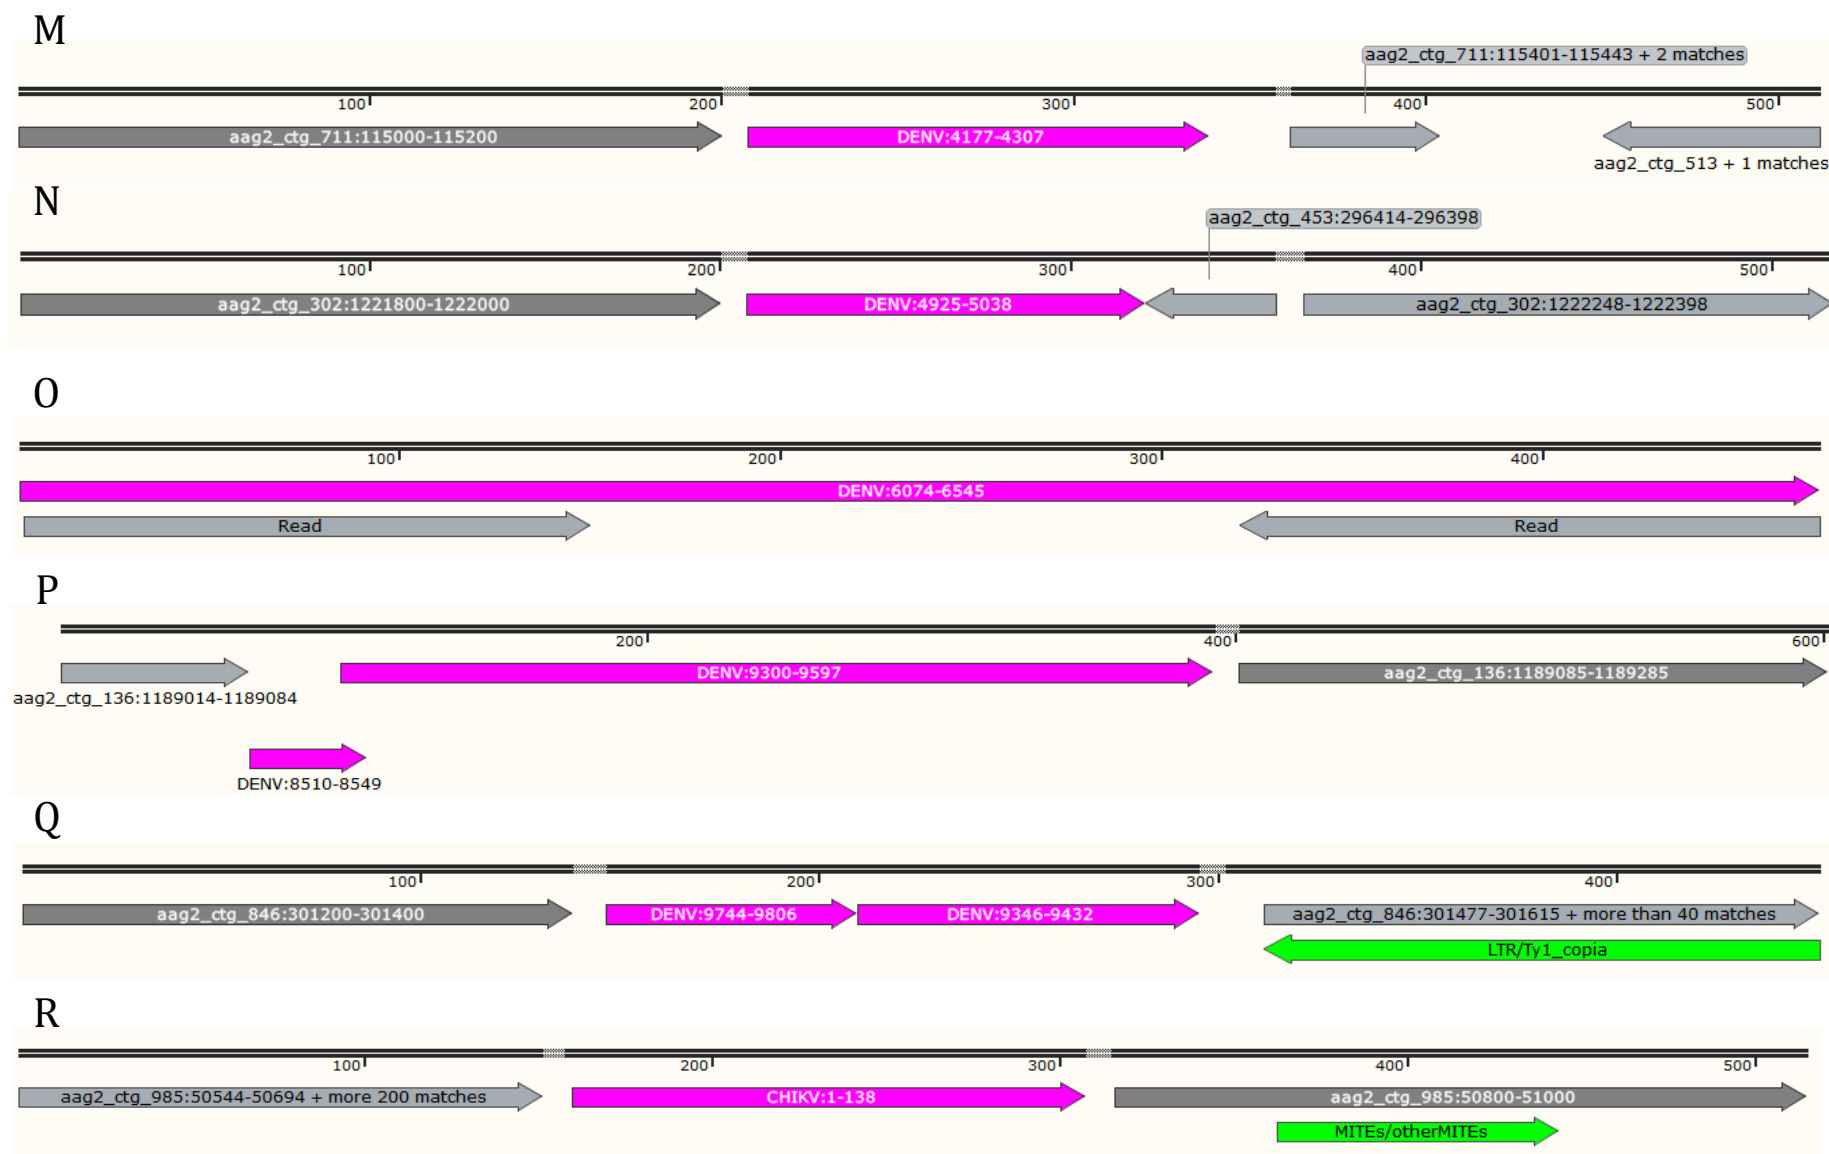 M
aag2_ctg_711:115401-115443 + 2 matches
100 200 300 400 500
aag2_ctg_711:115000-115200 DENV:4177-4307
aag2_ctg_513 + 1 matches
N
aag2_ctg_453:296414-296398
100 200 300 400 500
aag2_ctg_302:1221800-1222000 DENV:4925-5038 aag2_ctg_302:1222248-1222398
O
100 200 300 400
DENV:6074-6545
Read Read
P
200 400 600
DENV:9300-9597 aag2_ctg_136:1189085-1189285
aag2_ctg_136:1189014-1189084
DENV:8510-8549
Q
100 200 300 400
aag2_ctg_846:301200-301400 DENV:9744-9806 DENV:9346-9432 aag2_ctg_846:301477-301615 + more than 40 matches
LTR/Ty1_copia
R
100 200 300 400 500
aag2_ctg_985:50544-50694 + more 200 matches CHIKV:1-138 aag2_ctg_985:50800-51000
MITEs/otherMITEs